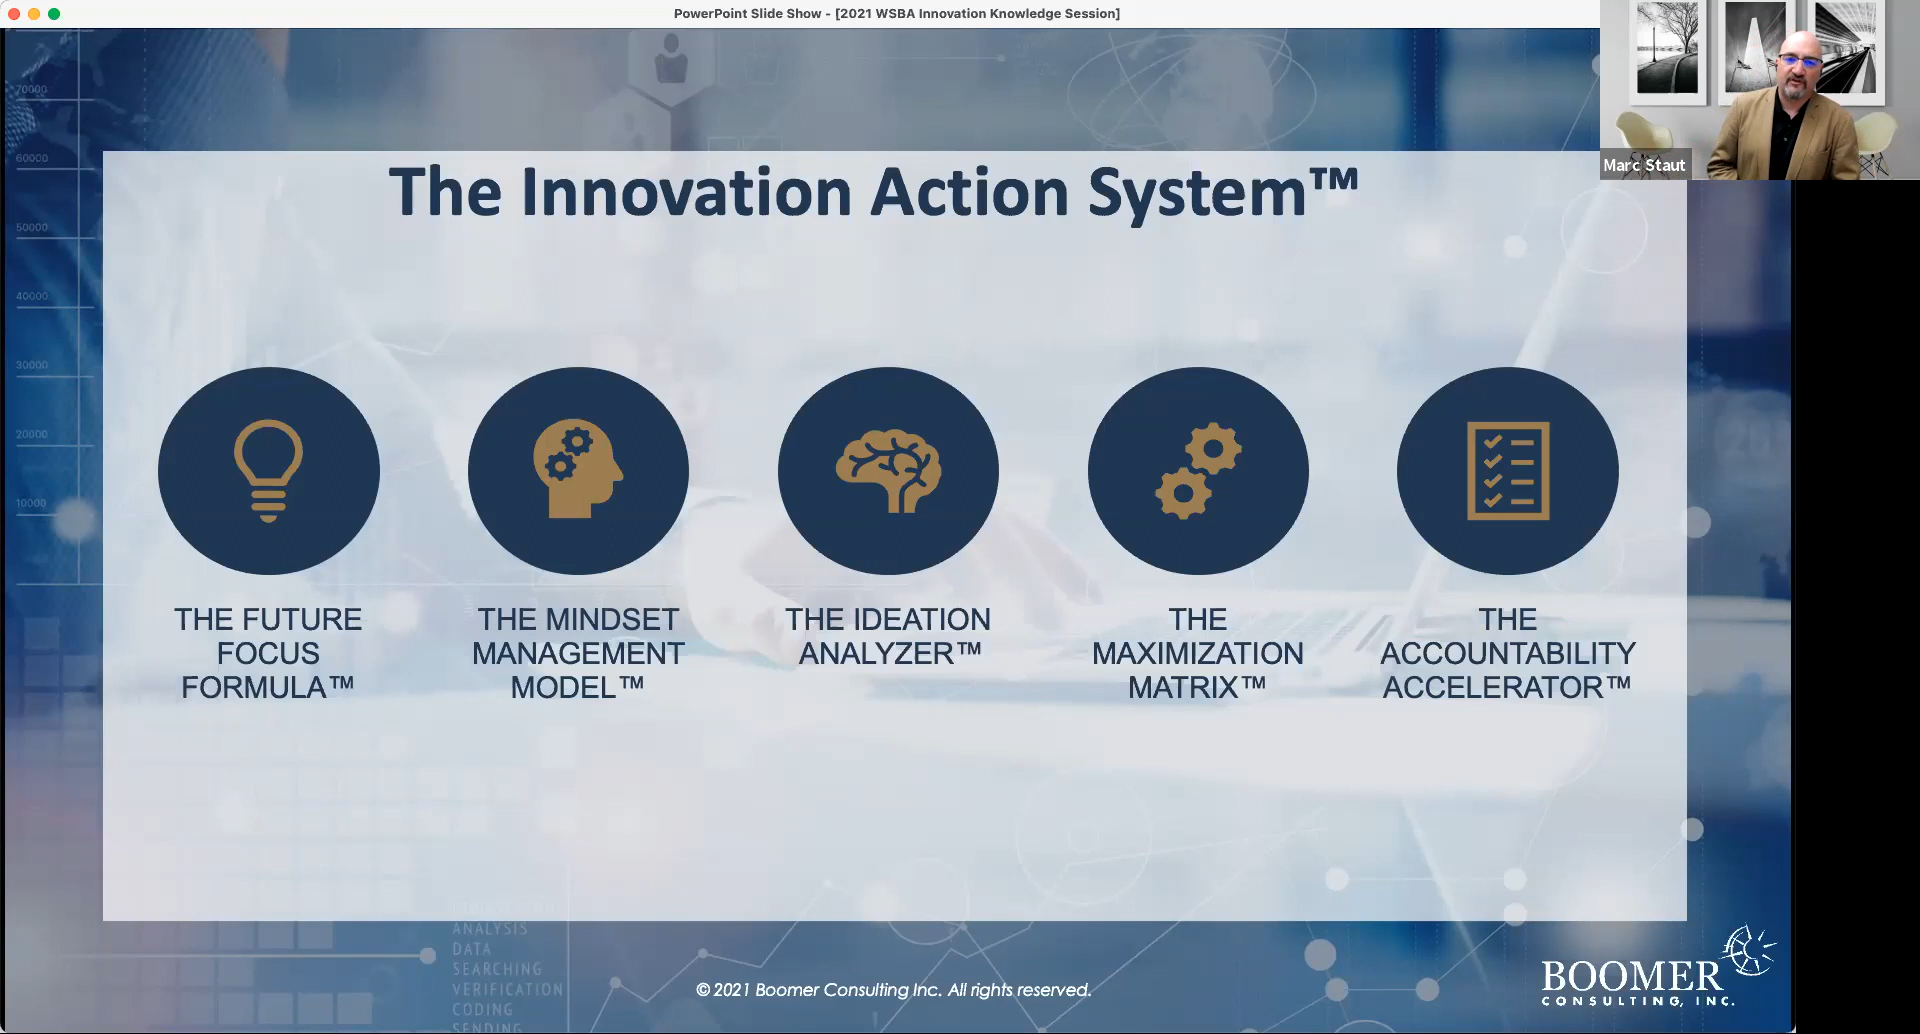 PowerPoint Slide Show - [2021 WSBA Innovation Knowledge Session]
Marc Staut
The Innovation Action System™
70000
60000
50000
40000
30000
20000
10000
THE FUTURE
FOCUS
FORMULA™
THE MINDSET
MANAGEMENT
MODEL™
THE IDEATION
ANALYZER™
THE
MAXIMIZATION
MATRIX™
THE
ACCOUNTABILITY
ACCELERATOR™
ANALYSIS
DATA
SEARCHING
VERIFICATION
CODING
SENDING
© 2021 Boomer Consulting Inc. All rights reserved.
BOOMER
CONSULTING, INC.